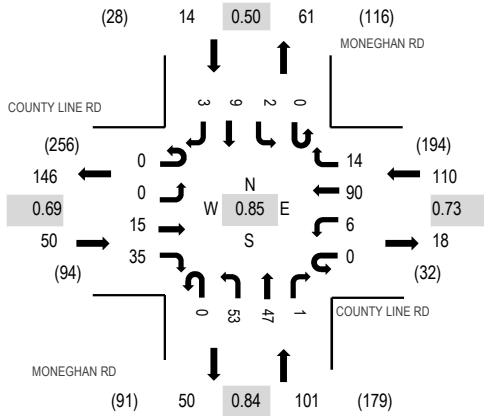 (28) 14 0.50 61 (116)
MONEGHAN RD
COUNTY LINE RD
3 9 2 0
(256) (194)
146 0 14 110
0 90
N
0.69 W 0.85 E 0.73
S
50 15 6 18
35 0
(94) (32)
0 53 47 1
COUNTY LINE RD
MONEGHAN RD
(91) 50 0.84 101 (179)